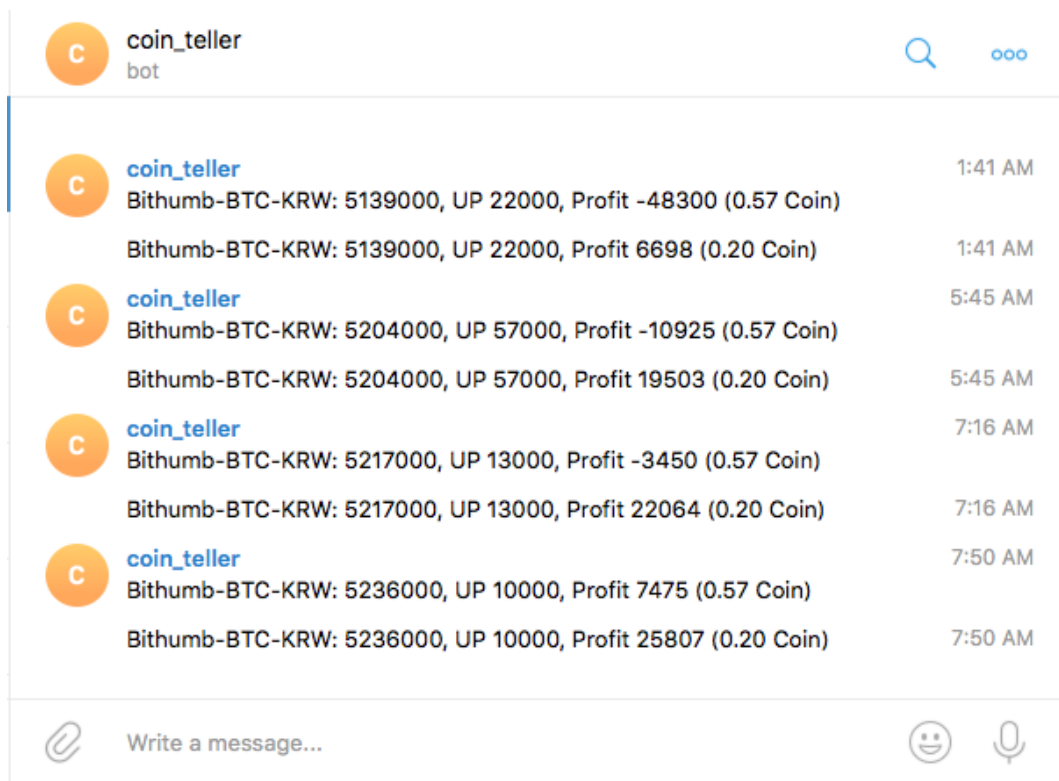 C
coin_teller
bot
ooo
C
coin_teller
1:41 AM
Bithumb-BTC-KRW: 5139000, UP 22000, Profit -48300 (0.57 Coin)
Bithumb-BTC-KRW: 5139000, UP 22000, Profit 6698 (0.20 Coin)
1:41 AM
C
coin_teller
5:45 AM
Bithumb-BTC-KRW: 5204000, UP 57000, Profit -10925 (0.57 Coin)
Bithumb-BTC-KRW: 5204000, UP 57000, Profit 19503 (0.20 Coin)
5:45 AM
C
coin_teller
7:16 AM
Bithumb-BTC-KRW: 5217000, UP 13000, Profit -3450 (0.57 Coin)
Bithumb-BTC-KRW: 5217000, UP 13000, Profit 22064 (0.20 Coin)
7:16 AM
C
coin_teller
7:50 AM
Bithumb-BTC-KRW: 5236000, UP 10000, Profit 7475 (0.57 Coin)
Bithumb-BTC-KRW: 5236000, UP 10000, Profit 25807 (0.20 Coin)
7:50 AM
Write a message...